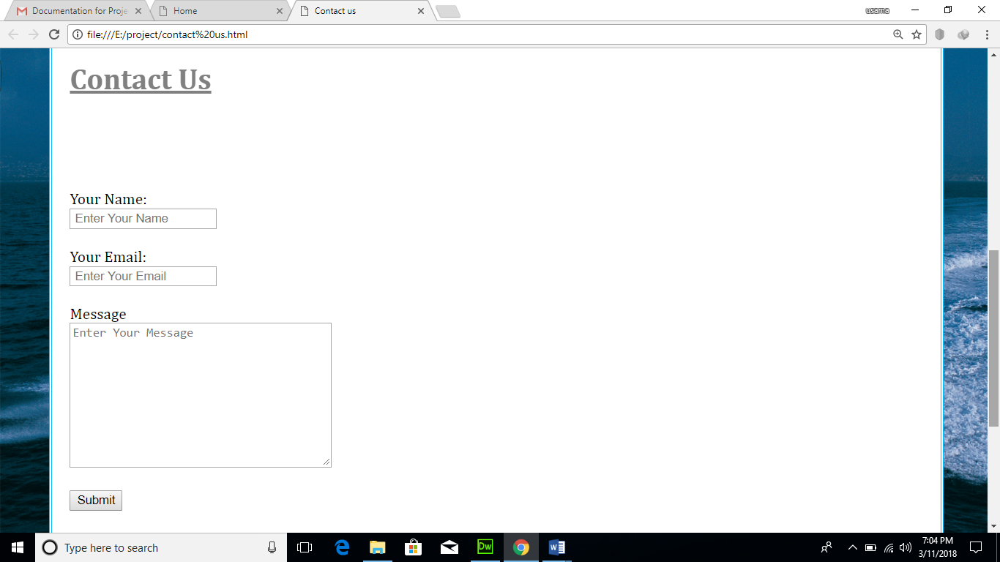 Documentation for Proje
Home
Contact us
usama
file:///E:/project/contact%20us.html
Contact Us
Your Name:
Enter Your Name
Your Email:
Enter Your Email
Message
Enter Your Message
Submit
Type here to search
Dw
W
7:04 PM
3/11/2018